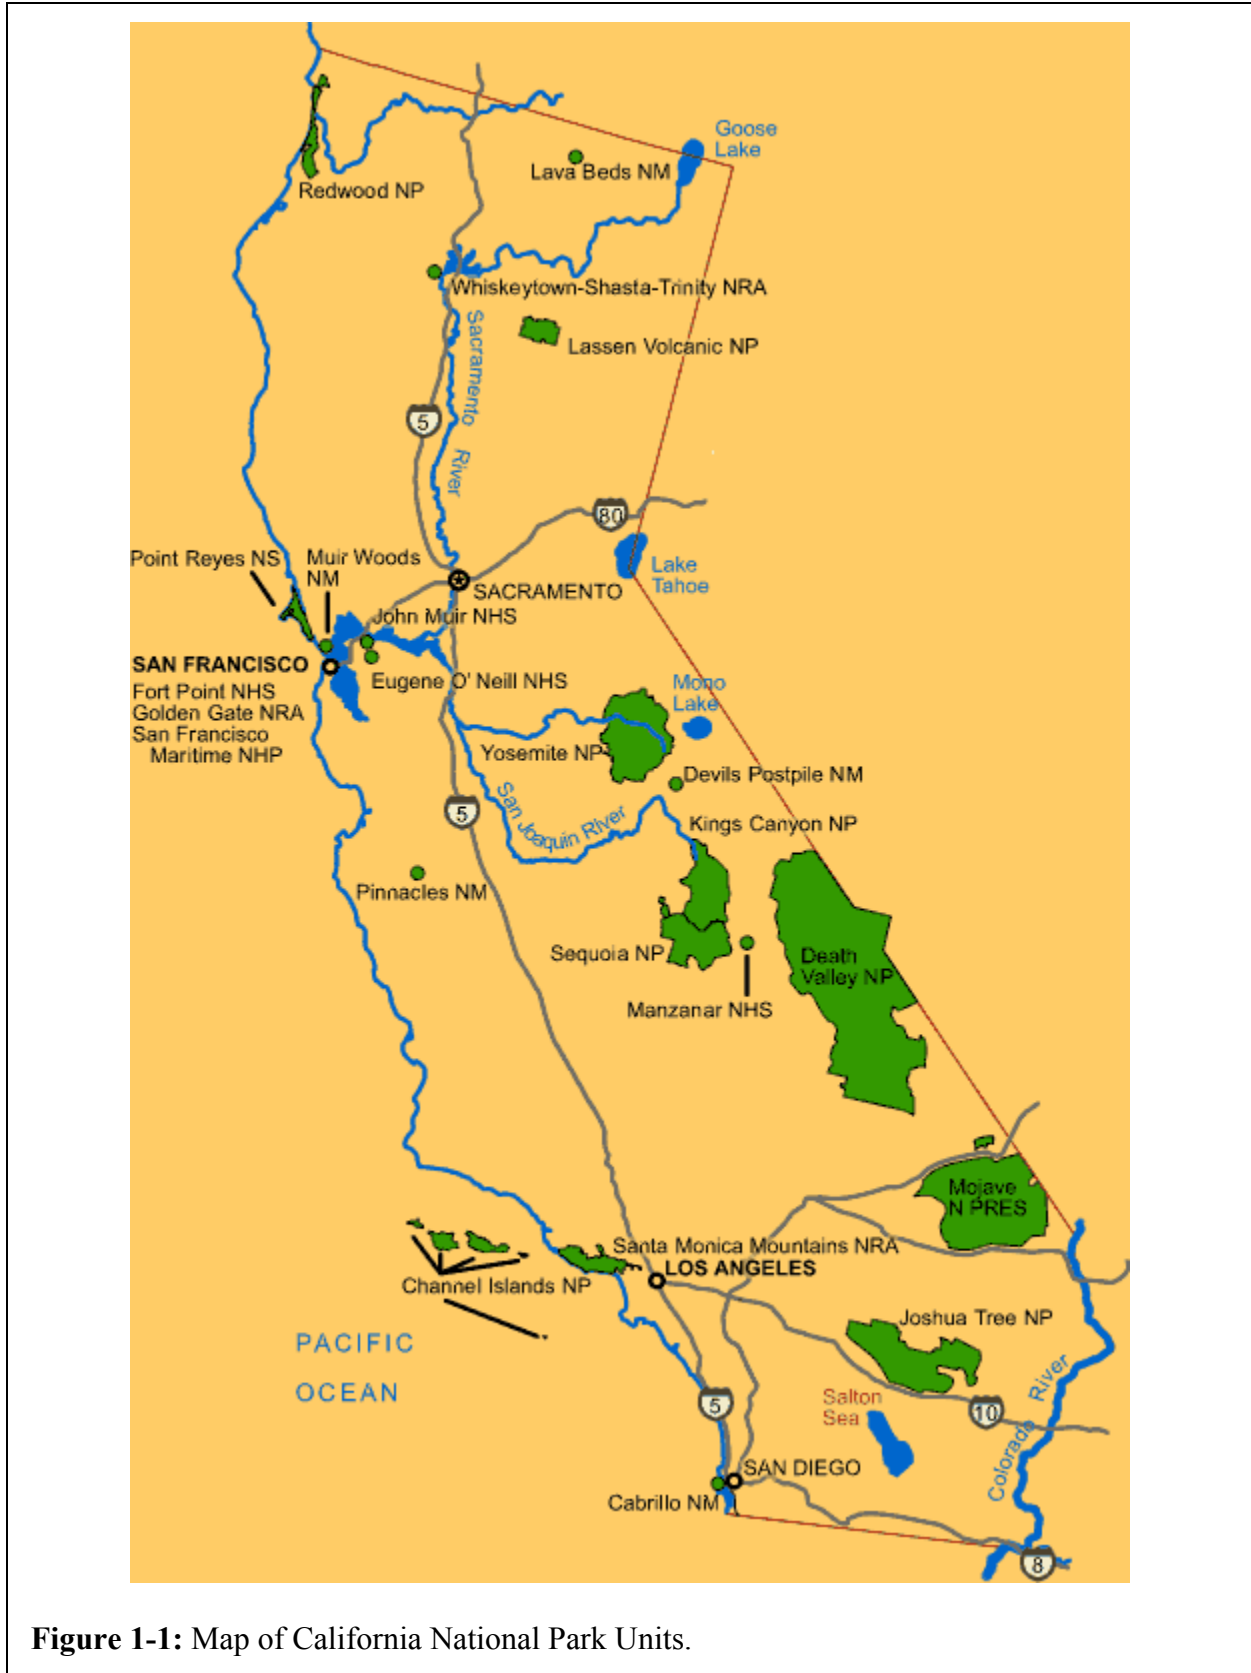 Goose
Lake
Lava Beds NM
Redwood NP
Whiskeytown-Shasta-Trinity NRA
Sacramento
River
Lassen Volcanic NP
5
80
Point Reyes NS
Muir Woods
NM
Lake
Tahoe
SACRAMENTO
John Muir NHS
SAN FRANCISCO
Fort Point NHS
Golden Gate NRA
San Francisco
Maritime NHP
Eugene O' Neill NHS
Mono
Lake
Yosemite NP
Devils Postpile NM
San Joaquin River
5
Kings Canyon NP
Pinnacles NM
Sequoia NP
Death
Valley NP
Manzanar NHS
Mojave
N PRES
Santa Monica Mountains NRA
LOS ANGELES
Channel Islands NP
Joshua Tree NP
PACIFIC
OCEAN
Salton
Sea
5
10
Colorado River
SAN DIEGO
Cabrillo NM
8
Figure 1-1: Map of California National Park Units.